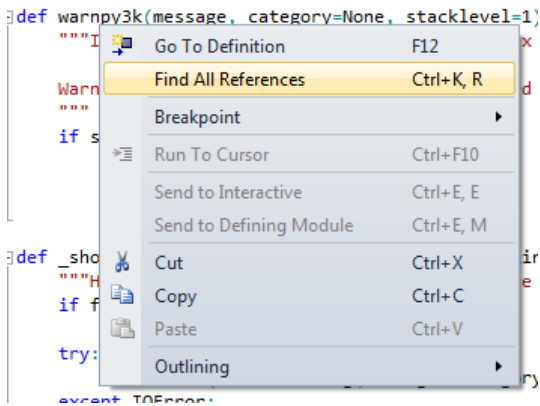 def warnpy3k(message, category=None, stacklevel=1)
"""I
Go To Definition F12
x
Find All References Ctrl+K, R
Warn
d
"""
Breakpoint
if s
Run To Cursor Ctrl+F10
Send to Interactive Ctrl+E, E
Send to Defining Module Ctrl+E, M
def _sho
Cut Ctrl+X
in
"""H
e
Copy Ctrl+C
if f
Paste Ctrl+V
try:
Outlining
ry
except IOError: